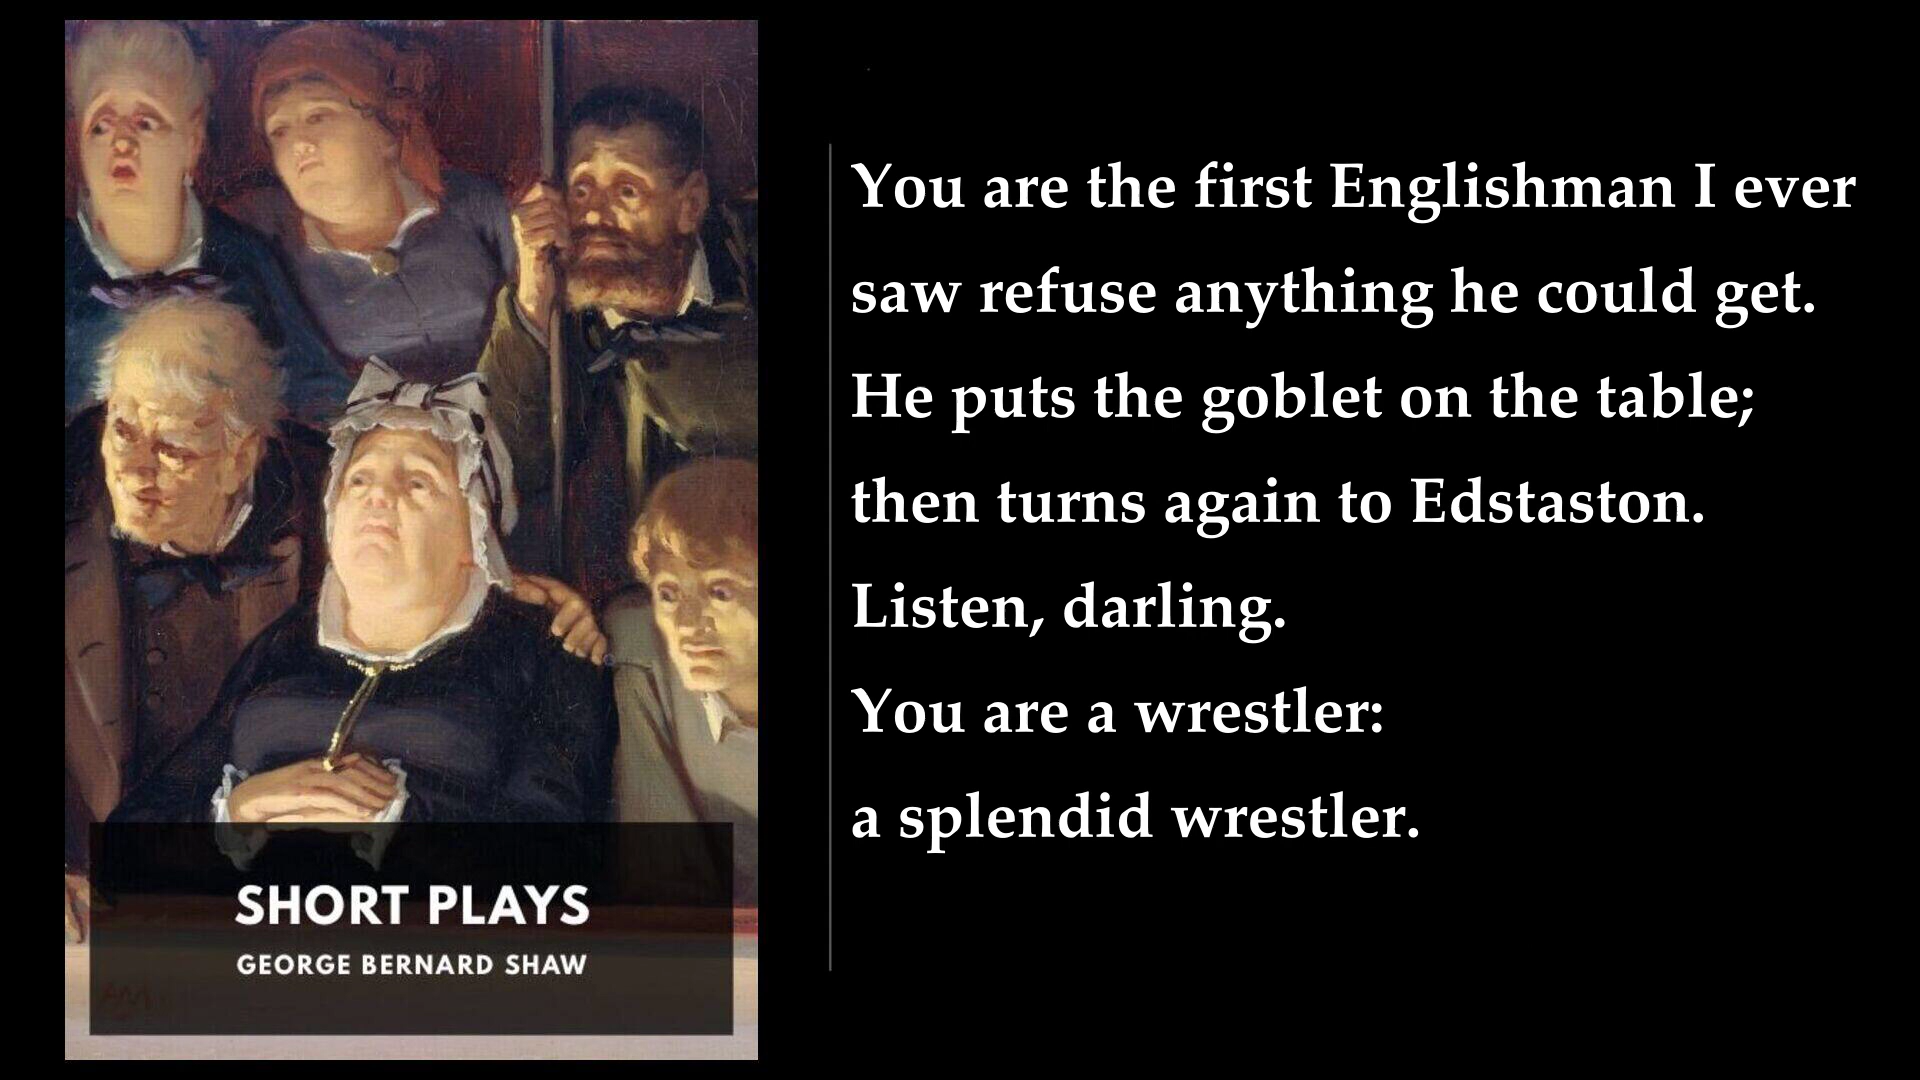 SHORT PLAYS
GEORGE BERNARD SHAW
You are the first Englishman I ever
saw refuse anything he could get.
He puts the goblet on the table;
then turns again to Edstaston.
Listen, darling.
You are a wrestler:
a splendid wrestler.